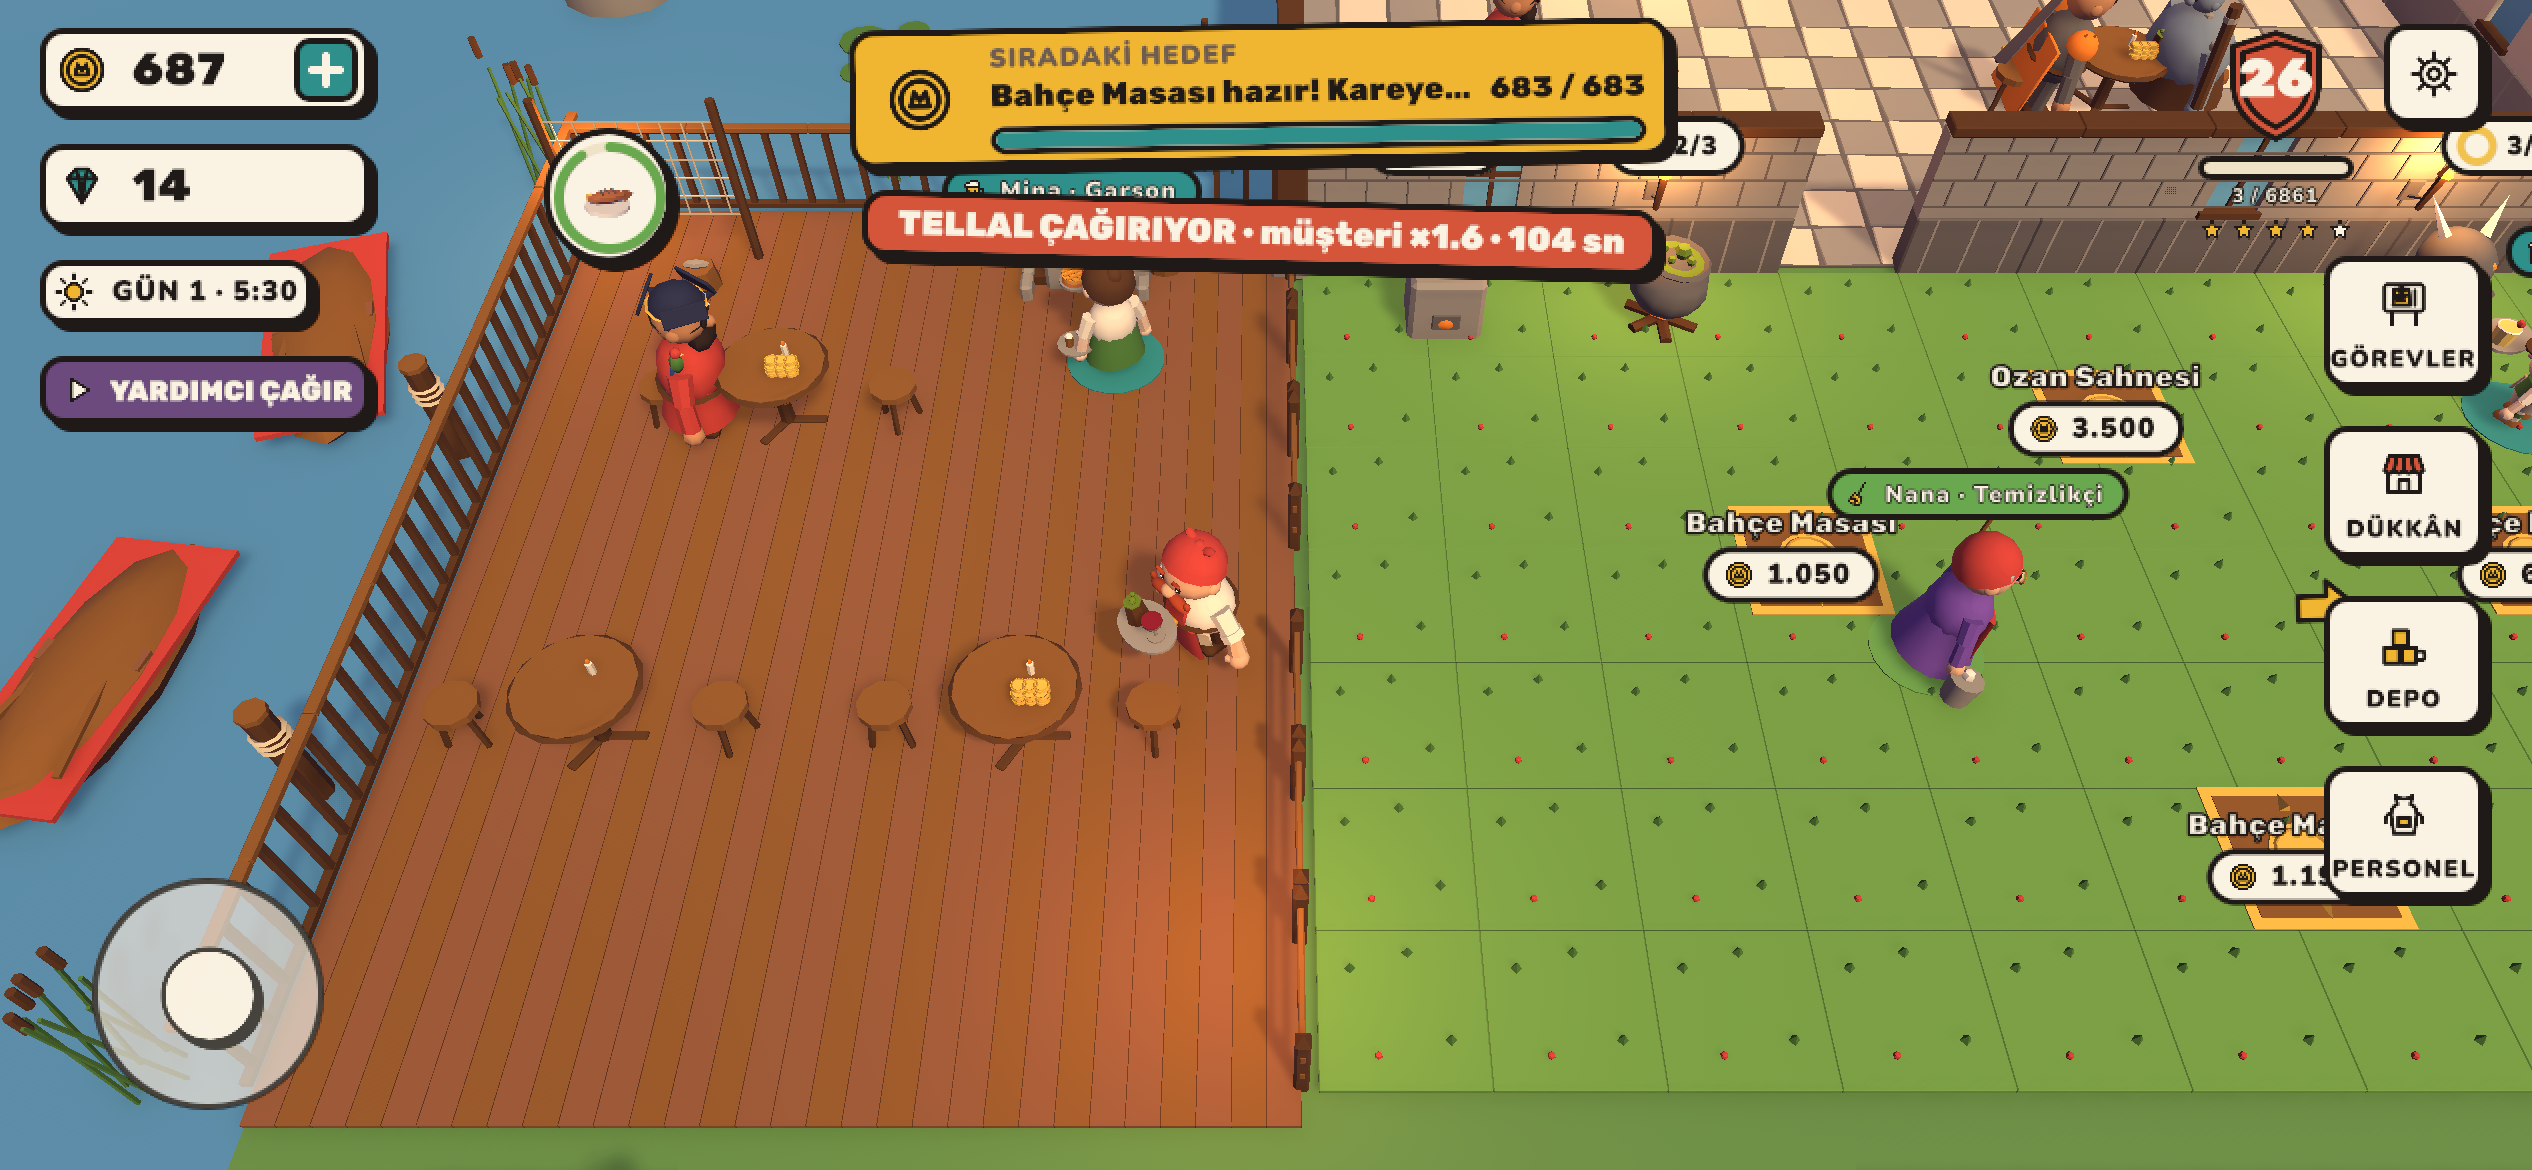 687
14
GÜN 1 · 5:30
YARDIMCI ÇAĞIR
SIRADAKİ HEDEF
Bahçe Masası hazır! Kareye... 683 / 683
2/3
Mina · Garson
TELLAL ÇAĞIRIYOR · müşteri ×1.6 · 104 sn
26
3/
3 / 6861
GÖREVLER
Ozan Sahnesi
3.500
Nana · Temizlikçi
Bahçe Masası
1.050
DÜKKÂN
DEPO
Bahçe
PERSONEL